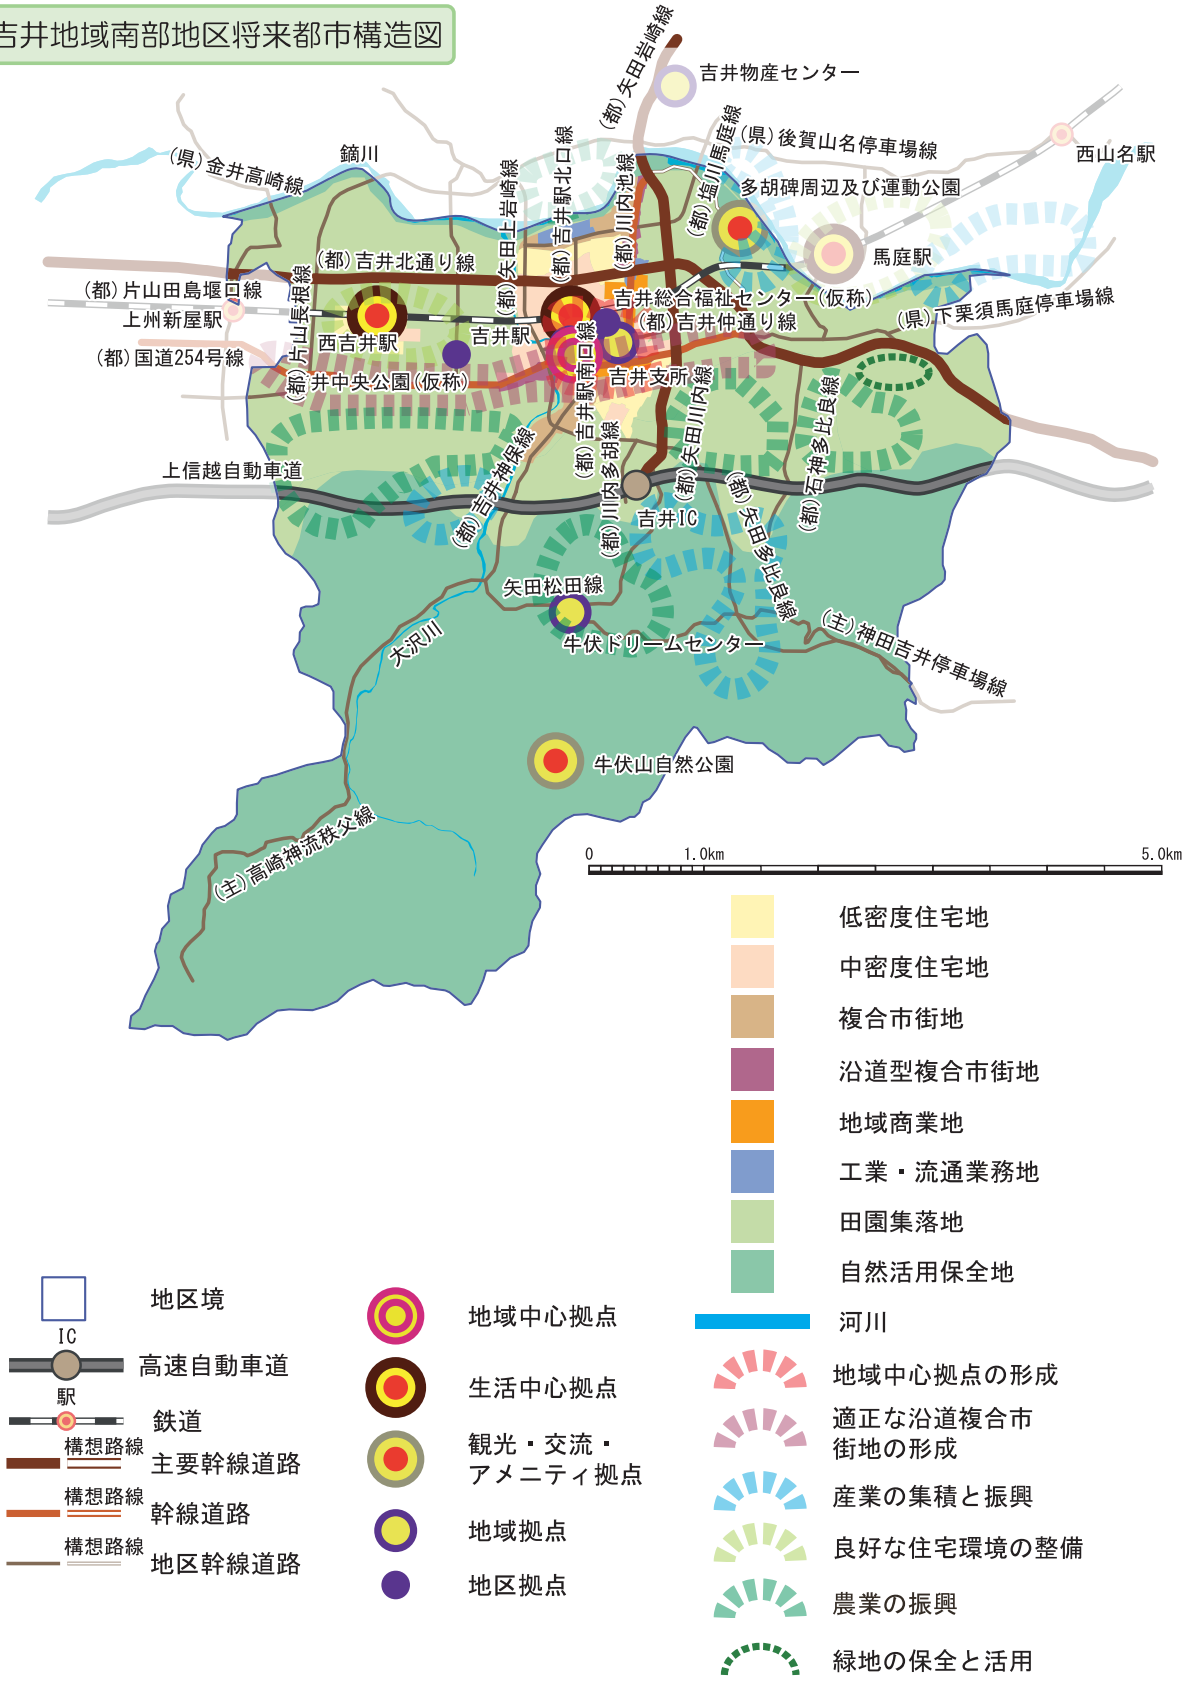 吉井地域南部地区将来都市構造図
(都)矢田岩崎線
吉井物産センター
(県)後賀山名停車場線
西山名駅
(県)金井高崎線
鏑川
(都)矢田上岩崎線
(都)吉井駅北口線
(都)川内池線
(都)塩川馬庭線
多胡碑周辺及び運動公園
馬庭駅
(都)吉井北通り線
(都)片山田島堰口線
上州新屋駅
(都)片山長根線
西吉井駅
吉井駅
吉井総合福祉センター(仮称)
(都)吉井仲通り線
(県)下栗須馬庭停車場線
(都)国道254号線
井中央公園(仮称)
(都)吉井駅南口線
吉井支所
(都)矢田川内線
(都)石神多比良線
上信越自動車道
(都)吉井神保線
(都)川内多胡線
吉井IC
(都)矢田多比良線
矢田松田線
牛伏ドリームセンター
(主)神田吉井停車場線
大沢川
牛伏山自然公園
(主)高崎神流秩父線
0 1.0km 5.0km
低密度住宅地
中密度住宅地
複合市街地
沿道型複合市街地
地域商業地
工業・流通業務地
田園集落地
自然活用保全地
河川
地域中心拠点の形成
適正な沿道複合市
街地の形成
産業の集積と振興
良好な住宅環境の整備
農業の振興
緑地の保全と活用
地区境
IC
高速自動車道
駅
鉄道
構想路線
主要幹線道路
構想路線
幹線道路
構想路線
地区幹線道路
地域中心拠点
生活中心拠点
観光・交流・
アメニティ拠点
地域拠点
地区拠点